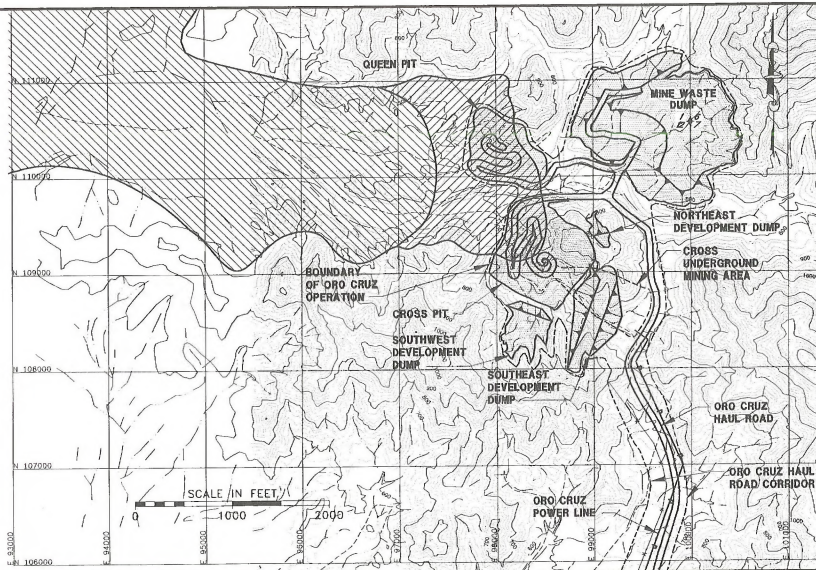 QUEEN PIT
N 111000
MINE WASTE
DUMP
N 110000
NORTHEAST
DEVELOPMENT DUMP
CROSS
UNDERGROUND
MINING AREA
N 109000
BOUNDARY
OF ORO CRUZ
OPERATION
CROSS PIT
SOUTHWEST
DEVELOPMENT
DUMP
N 108000
SOUTHEAST
DEVELOPMENT
DUMP
ORO CRUZ
HAUL ROAD
N 107000
ORO CRUZ HAUL
ROAD CORRIDOR
SCALE IN FEET
0 1000 2000
ORO CRUZ
POWER LINE
N 106000
E 93000
E 94000
E 95000
E 96000
E 97000
E 98000
E 99000
E 100000
E 101000